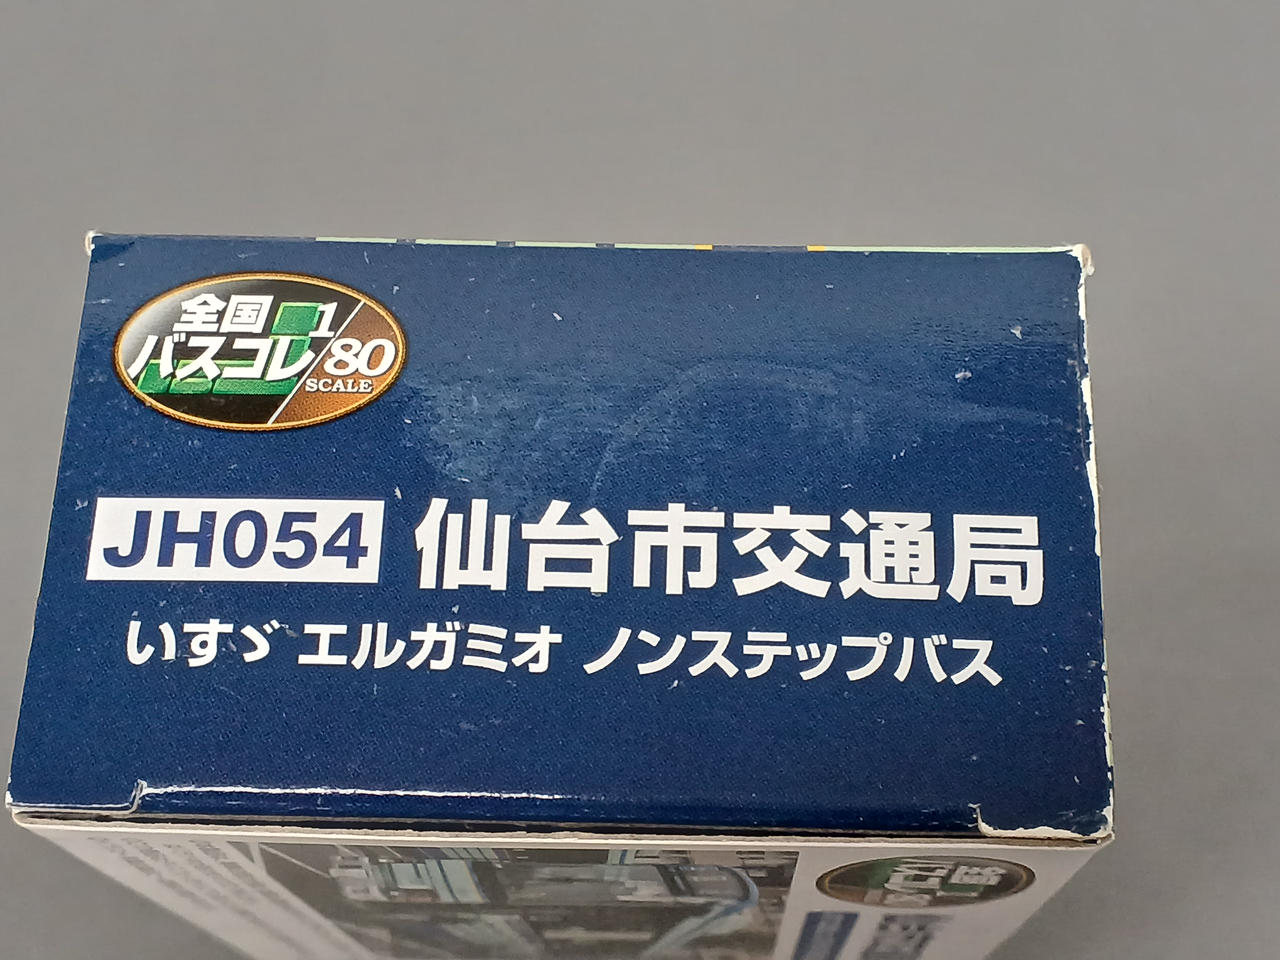 全国
バスコレ
1/80
SCALE
JH054 仙台市交通局
いすゞ エルガミオ ノンステップバス